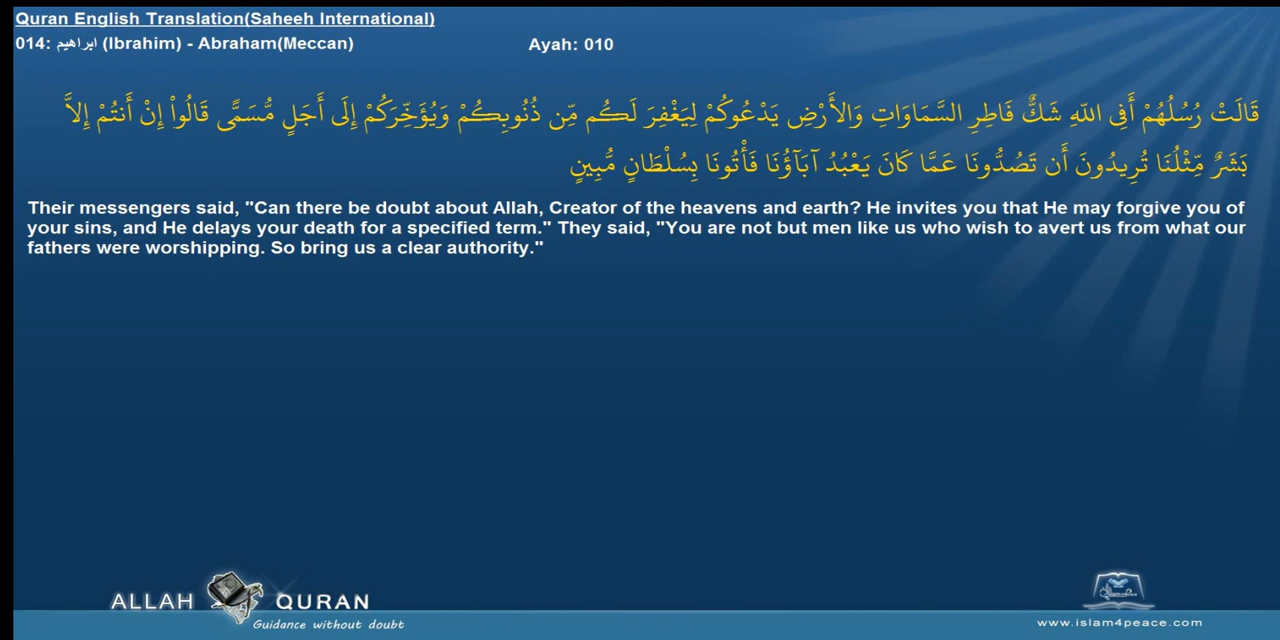 Quran English Translation(Saheeh International)
014: ابراهيم (Ibrahim) - Abraham(Meccan) Ayah: 010
قَالَتْ رُسُلُهُمْ أَفِي اللّهِ شَكٌّ فَاطِرِ السَّمَاوَاتِ وَالأَرْضِ يَدْعُوكُمْ لِيَغْفِرَ لَكُم مِّن ذُنُوبِكُمْ وَيُؤَخِّرَكُمْ إِلَى أَجَلٍ مُّسَمًّى قَالُواْ إِنْ أَنتُمْ إِلاَّ
بَشَرٌ مِّثْلُنَا تُرِيدُونَ أَن تَصُدُّونَا عَمَّا كَانَ يَعْبُدُ آبَآؤُنَا فَأْتُونَا بِسُلْطَانٍ مُّبِينٍ
Their messengers said, "Can there be doubt about Allah, Creator of the heavens and earth? He invites you that He may forgive you of
your sins, and He delays your death for a specified term." They said, "You are not but men like us who wish to avert us from what our
fathers were worshipping. So bring us a clear authority."
ALLAH QURAN
Guidance without doubt
www.islam4peace.com